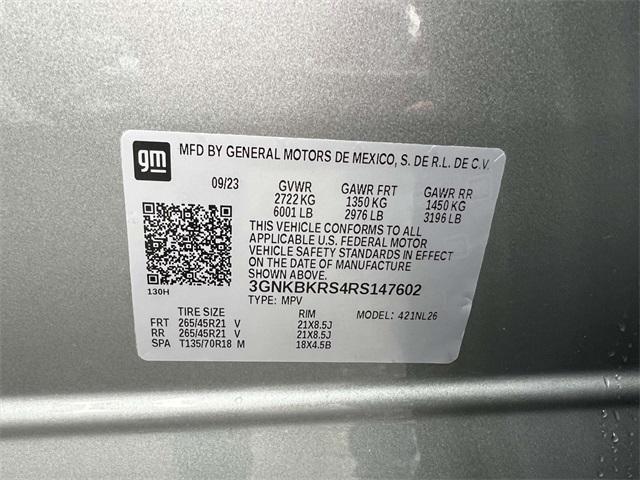 gm
MFD BY GENERAL MOTORS DE MEXICO, S. DE R.L. DE C.V.
09/23 GVWR GAWR FRT GAWR RR
2722 KG 1350 KG 1450 KG
6001 LB 2976 LB 3196 LB
THIS VEHICLE CONFORMS TO ALL
APPLICABLE U.S. FEDERAL MOTOR
VEHICLE SAFETY STANDARDS IN EFFECT
ON THE DATE OF MANUFACTURE
SHOWN ABOVE.
130H
3GNKBKRS4RS147602
TYPE: MPV
TIRE SIZE RIM MODEL: 421NL26
FRT 265/45R21 V 21X8.5J
RR 265/45R21 V 21X8.5J
SPA T135/70R18 M 18X4.5B